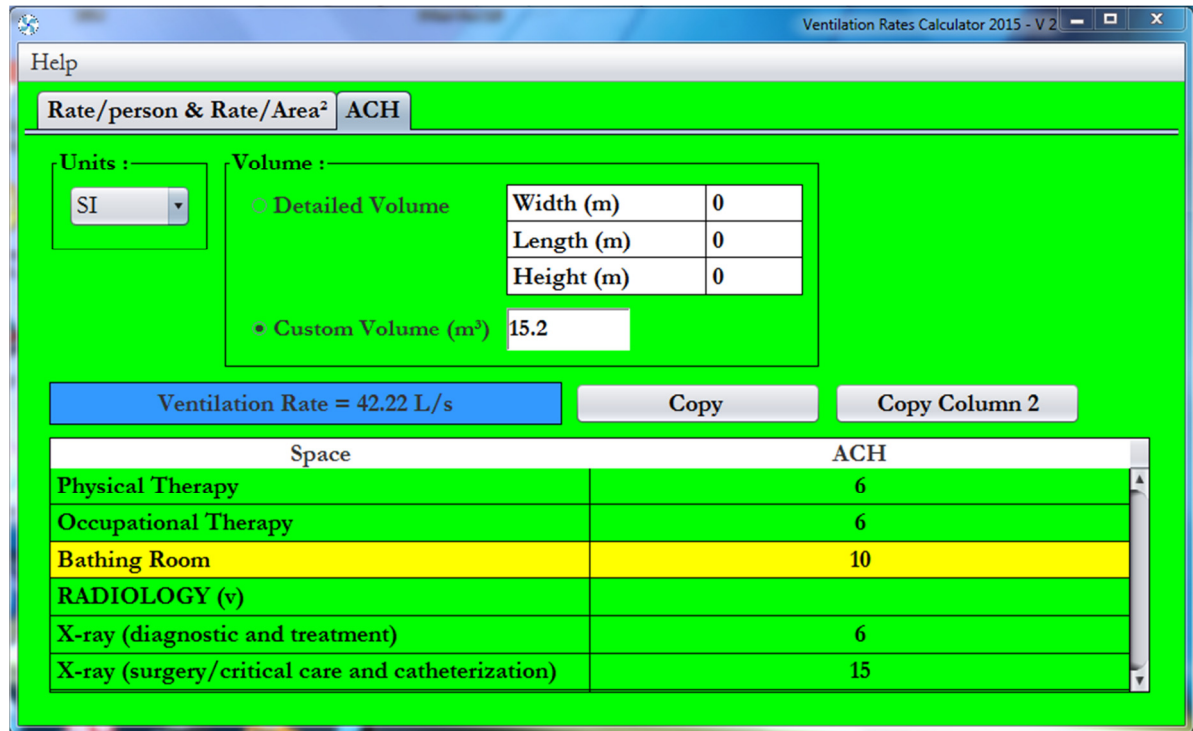 Ventilation Rates Calculator 2015 - V 2
Help
Rate/person & Rate/Area² ACH
Units :
SI
Volume :
Detailed Volume
Width (m) 0
Length (m) 0
Height (m) 0
Custom Volume (m³) 15.2
Ventilation Rate = 42.22 L/s Copy Copy Column 2
Space ACH
Physical Therapy 6
Occupational Therapy 6
Bathing Room 10
RADIOLOGY (v)
X-ray (diagnostic and treatment) 6
X-ray (surgery/critical care and catheterization) 15